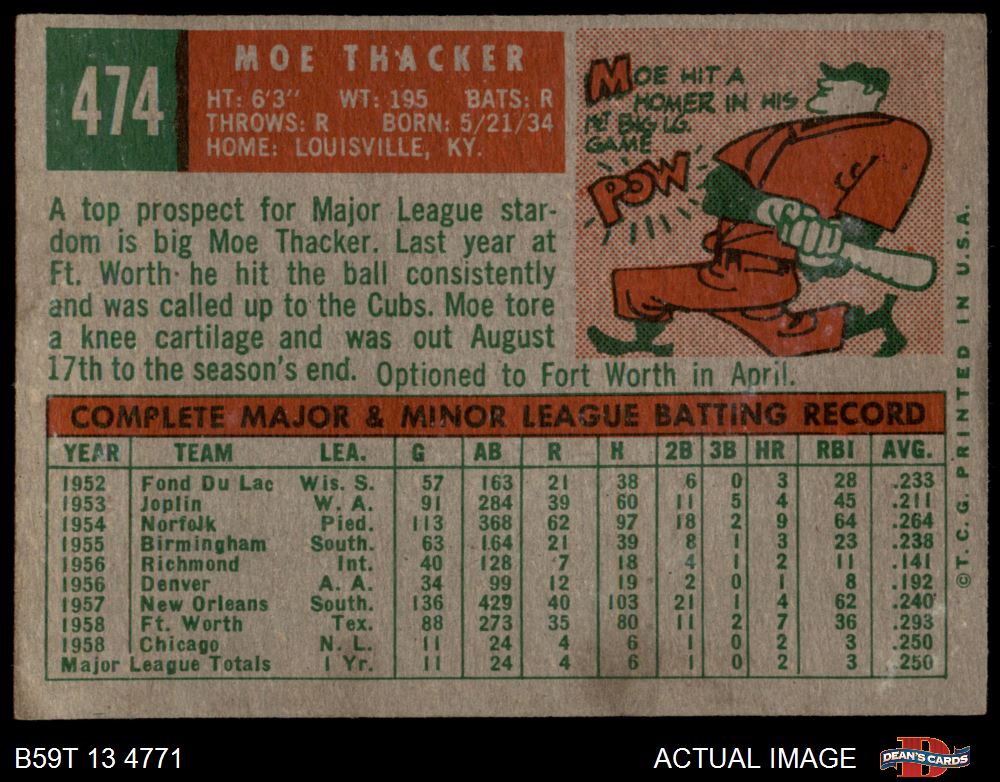 474
MOE THACKER
HT: 6'3" WT: 195 BATS: R
THROWS: R BORN: 5/21/34
HOME: LOUISVILLE, KY.
MOE HIT A
HOMER IN HIS
1ST BIG LG.
GAME
POW
A top prospect for Major League star-
dom is big Moe Thacker. Last year at
Ft. Worth he hit the ball consistently
and was called up to the Cubs. Moe tore
a knee cartilage and was out August
17th to the season's end. Optioned to Fort Worth in April.
COMPLETE MAJOR & MINOR LEAGUE BATTING RECORD
YEAR TEAM LEA. G AB R H 2B 3B HR RBI AVG.
1952 Fond Du Lac Wis. S. 57 163 21 38 6 0 3 28 .233
1953 Joplin W. A. 91 284 39 60 11 5 4 45 .211
1954 Norfolk Pied. 113 368 62 97 18 2 9 64 .264
1955 Birmingham South. 63 164 21 39 8 1 3 23 .238
1956 Richmond Int. 40 128 7 18 4 1 2 11 .141
1956 Denver A. A. 34 99 12 19 2 0 1 8 .192
1957 New Orleans South. 136 429 40 103 21 1 4 62 .240
1958 Ft. Worth Tex. 88 273 35 80 11 2 7 36 .293
1958 Chicago N. L. 11 24 4 6 1 0 2 3 .250
Major League Totals 1 Yr. 11 24 4 6 1 0 2 3 .250
©T. C. G. PRINTED IN U.S.A.
B59T 13 4771
ACTUAL IMAGE
D
DEAN'S CARDS